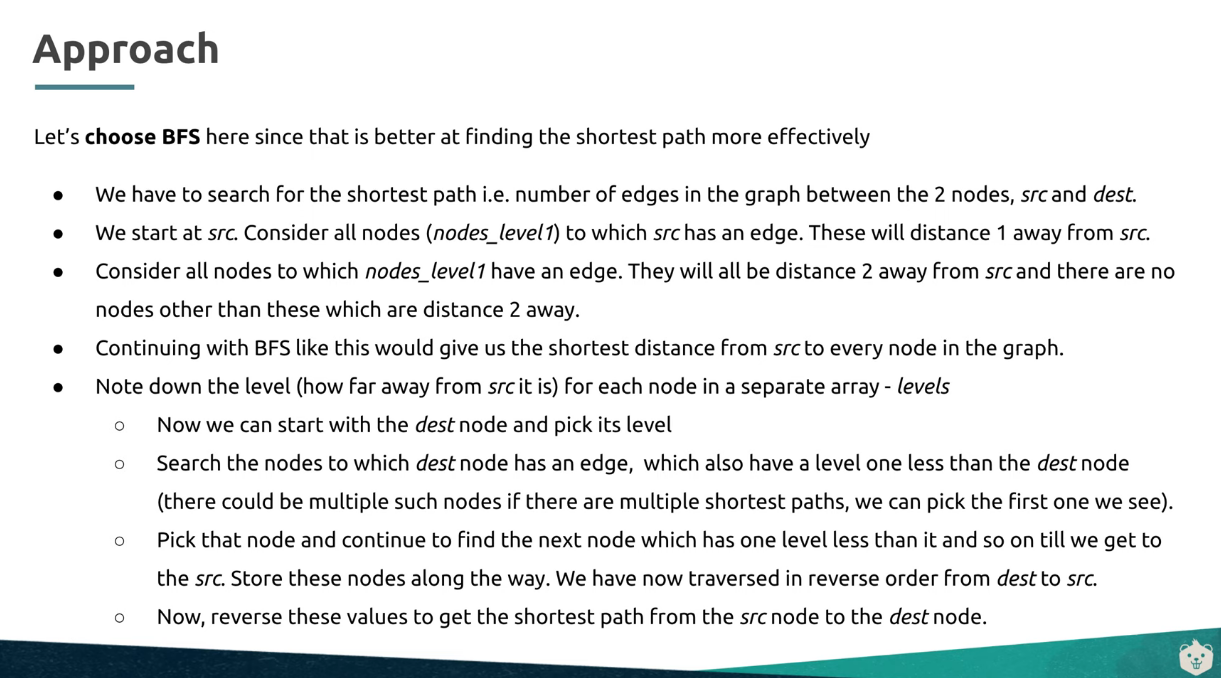 Approach
Let’s choose BFS here since that is better at finding the shortest path more effectively
● We have to search for the shortest path i.e. number of edges in the graph between the 2 nodes, src and dest.
● We start at src. Consider all nodes (nodes_level1) to which src has an edge. These will distance 1 away from src.
● Consider all nodes to which nodes_level1 have an edge. They will all be distance 2 away from src and there are no
nodes other than these which are distance 2 away.
● Continuing with BFS like this would give us the shortest distance from src to every node in the graph.
● Note down the level (how far away from src it is) for each node in a separate array - levels
○ Now we can start with the dest node and pick its level
○ Search the nodes to which dest node has an edge,  which also have a level one less than the dest node
(there could be multiple such nodes if there are multiple shortest paths, we can pick the first one we see).
○ Pick that node and continue to find the next node which has one level less than it and so on till we get to
the src. Store these nodes along the way. We have now traversed in reverse order from dest to src.
○ Now, reverse these values to get the shortest path from the src node to the dest node.